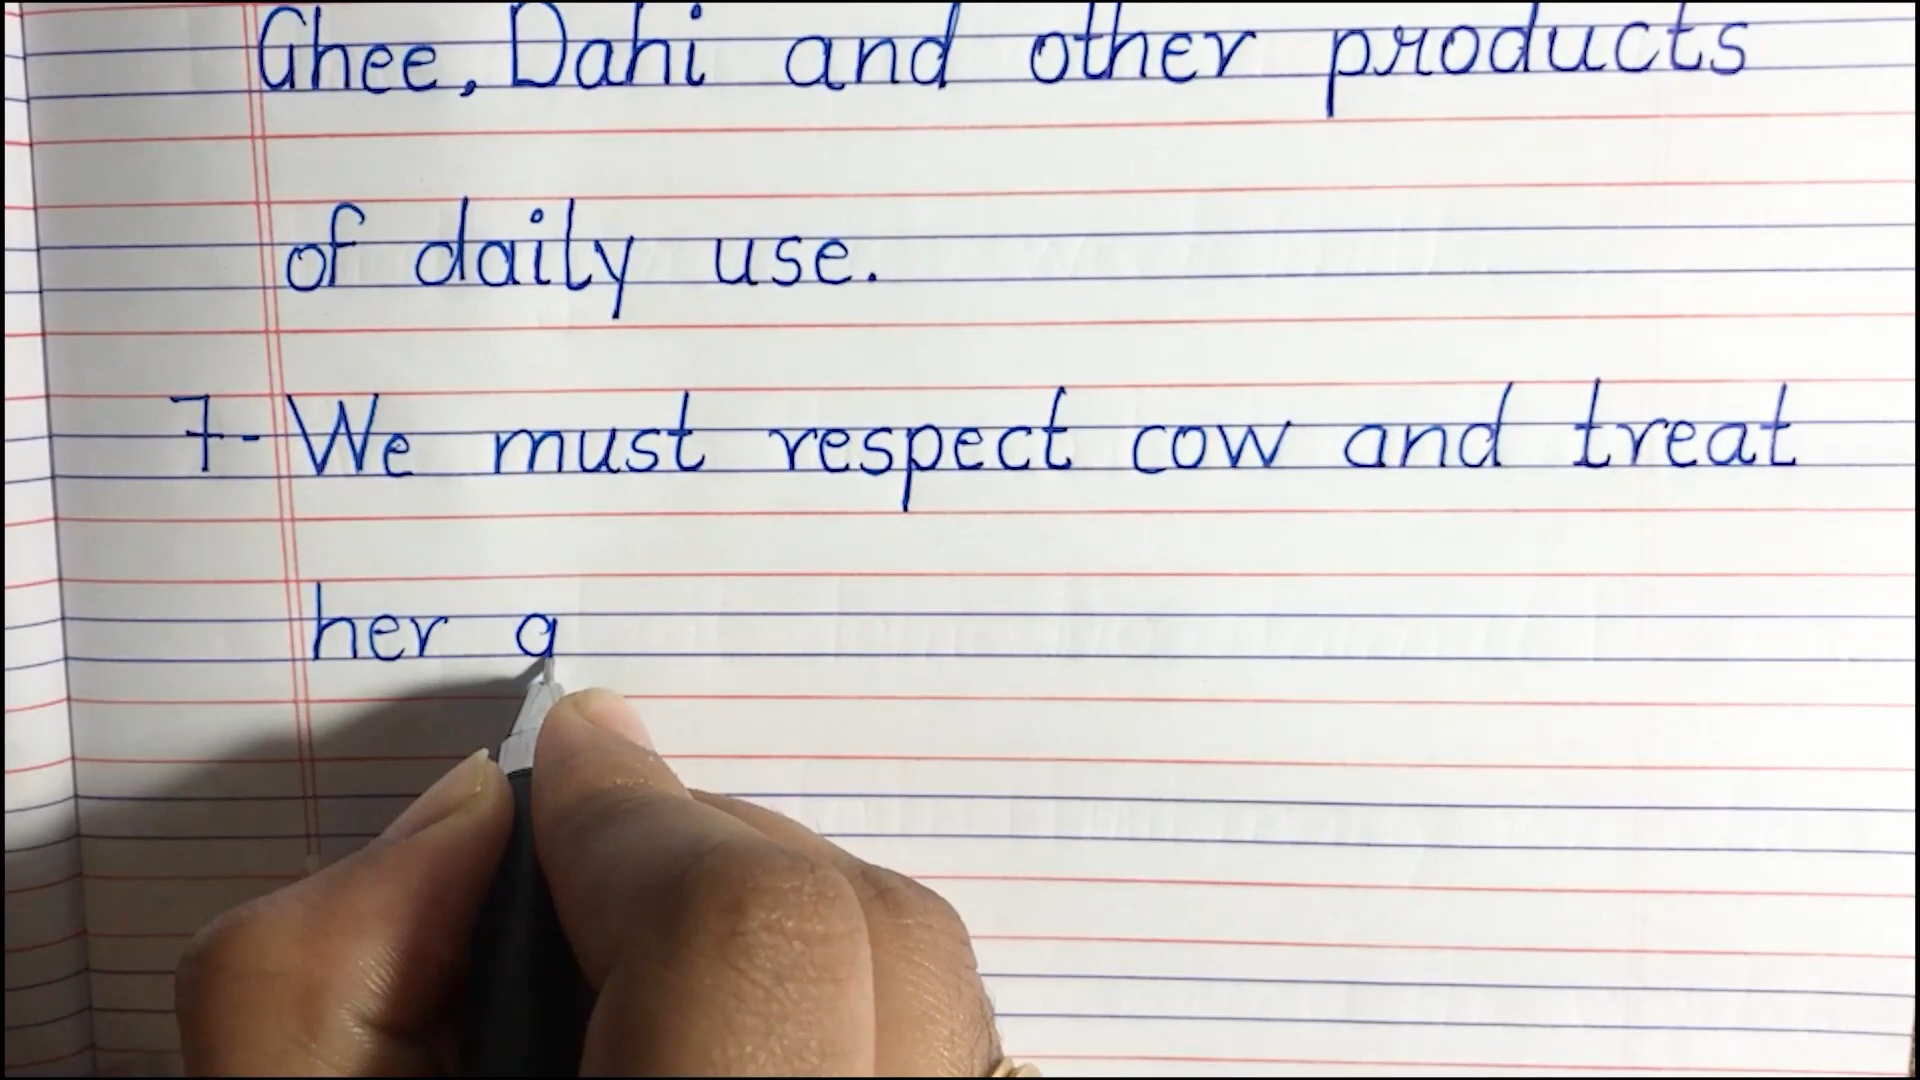 Ghee, Dahi and other products
of daily use.
7- We must respect cow and treat
her a